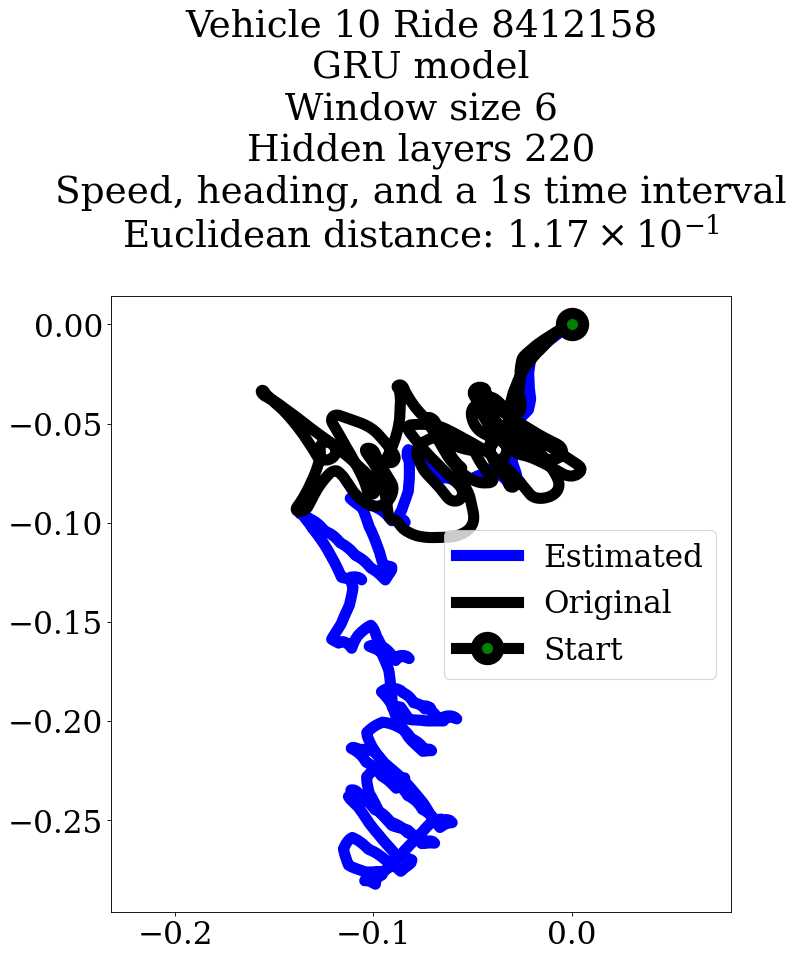 Vehicle 10 Ride 8412158
GRU model
Window size 6
Hidden layers 220
Speed, heading, and a 1s time interval
Euclidean distance: 1.17 × 10⁻¹
0.00
−0.05
−0.10
−0.15
−0.20
−0.25
Estimated
Original
Start
−0.2
−0.1
0.0